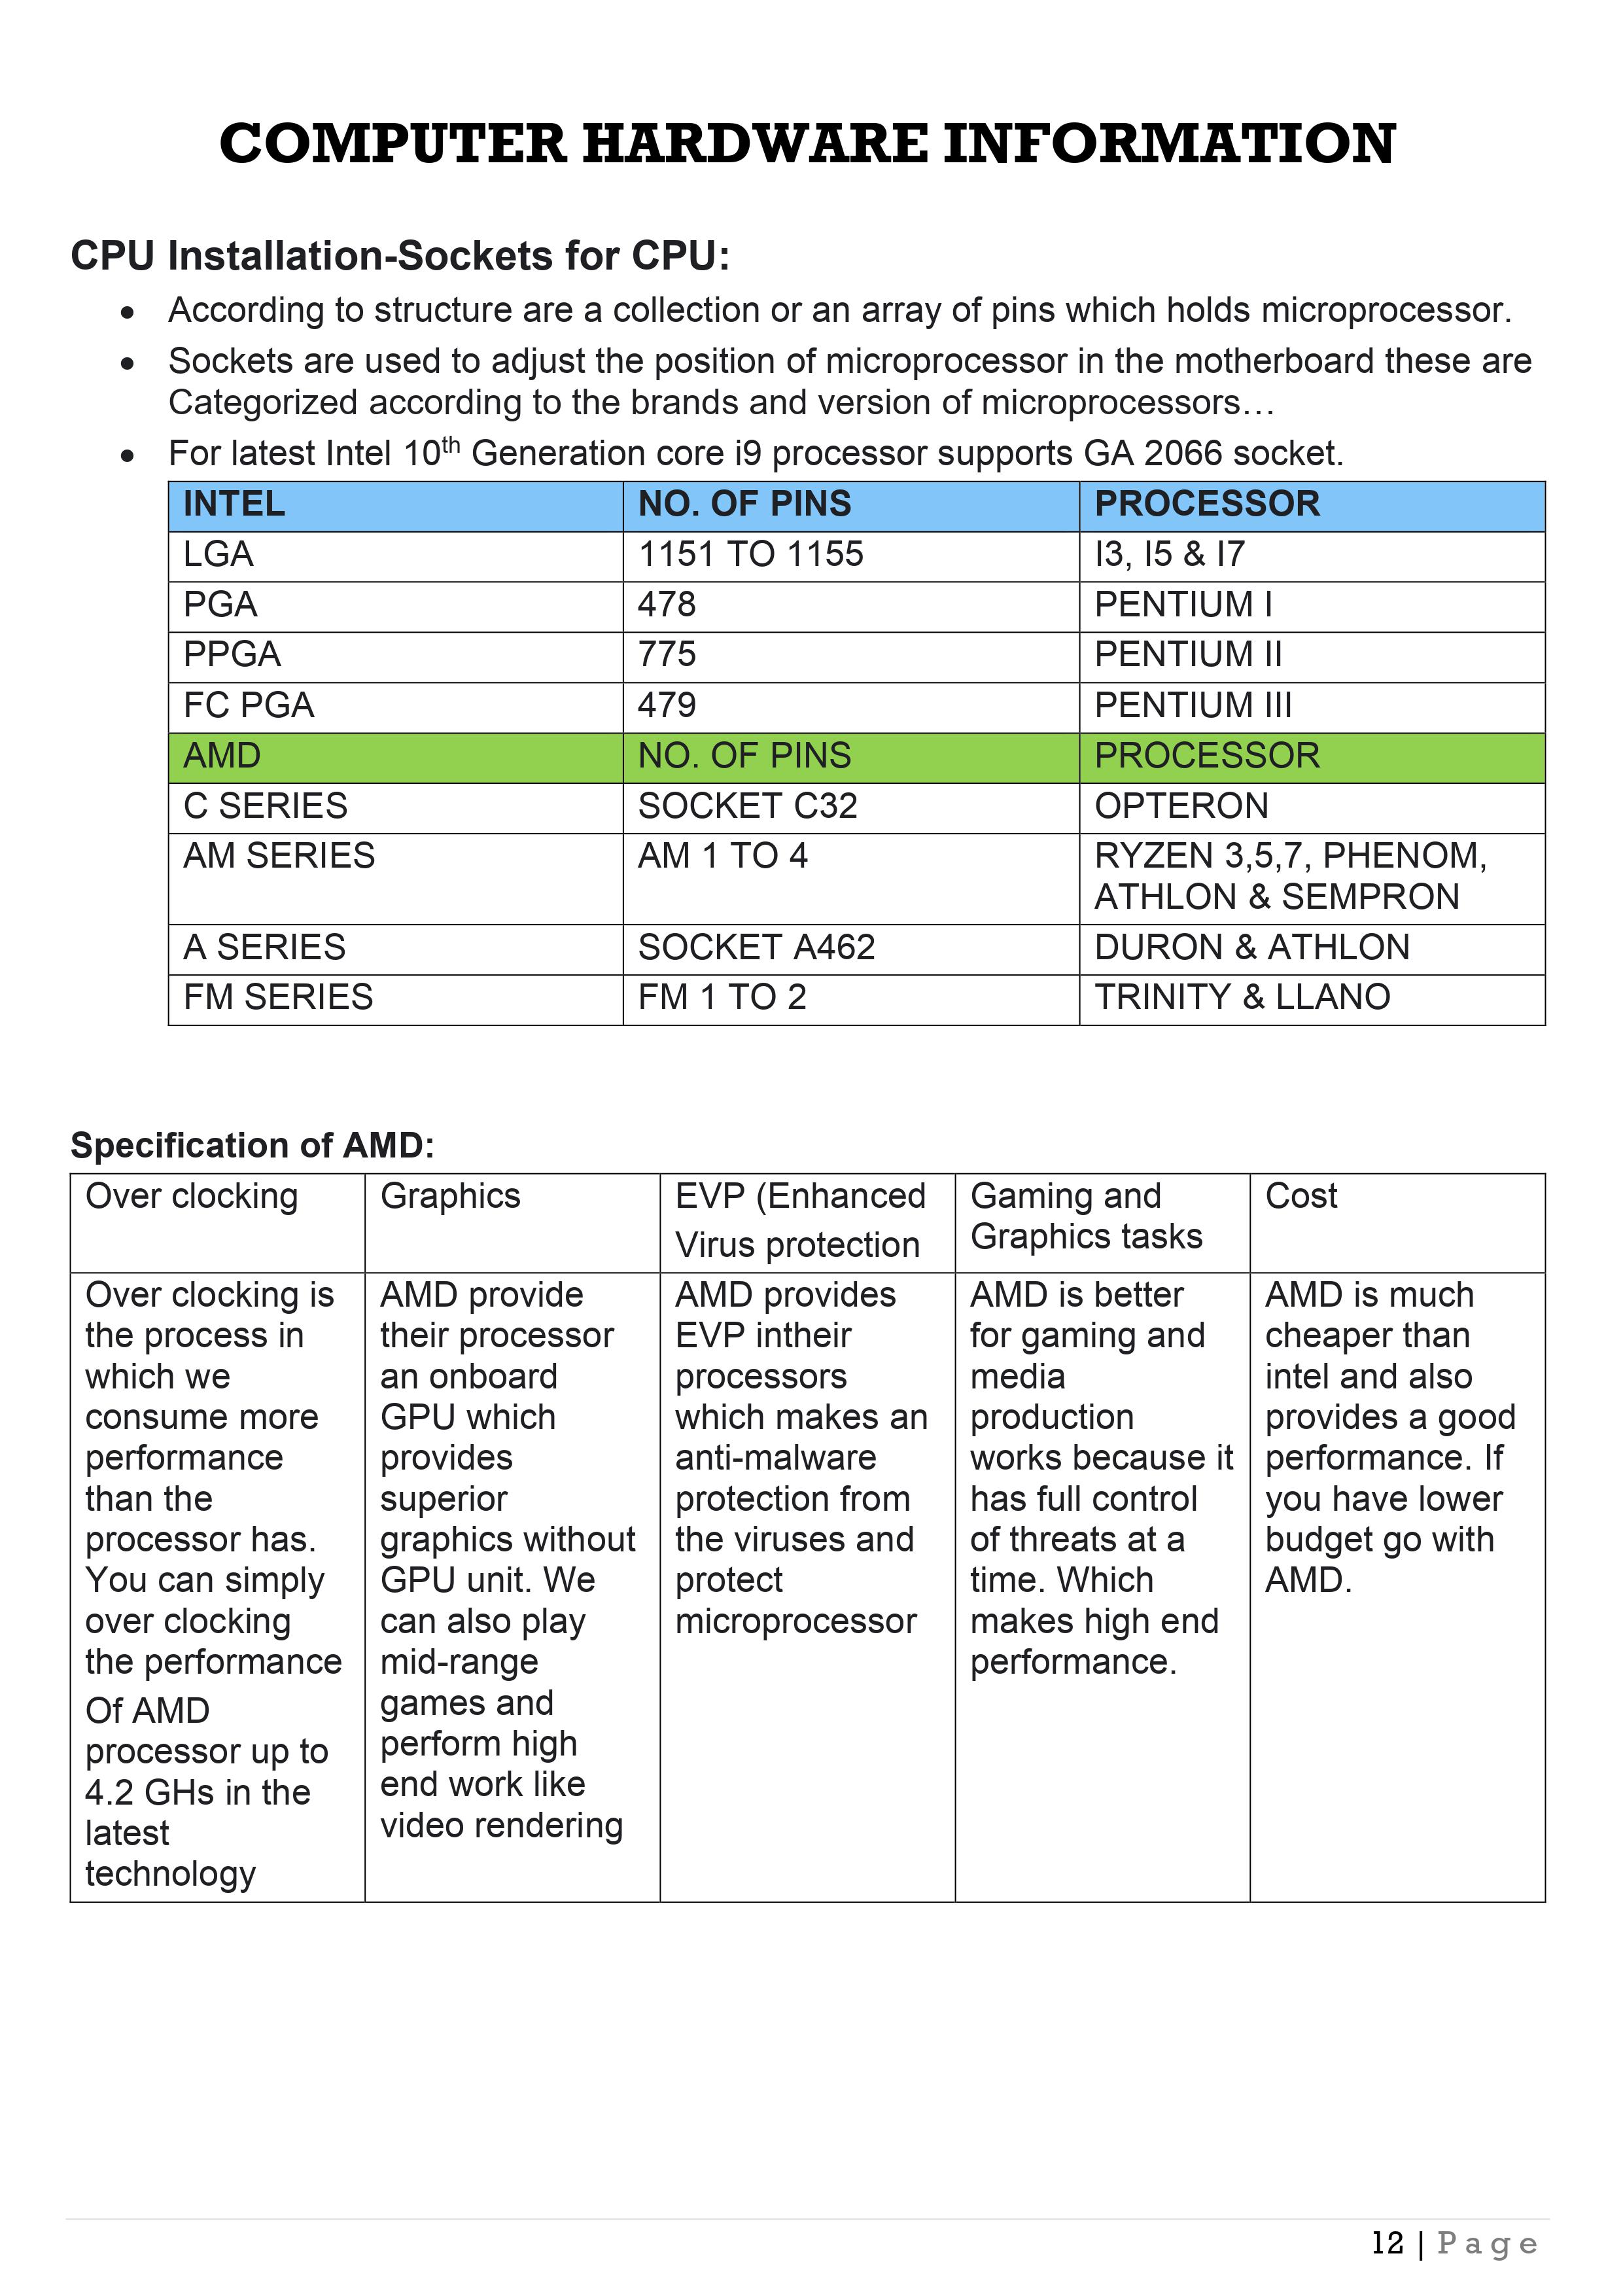 COMPUTER HARDWARE INFORMATION
CPU Installation-Sockets for CPU:
• According to structure are a collection or an array of pins which holds microprocessor.
• Sockets are used to adjust the position of microprocessor in the motherboard these are
Categorized according to the brands and version of microprocessors…
• For latest Intel 10th Generation core i9 processor supports GA 2066 socket.
INTEL NO. OF PINS PROCESSOR
LGA 1151 TO 1155 I3, I5 & I7
PGA 478 PENTIUM I
PPGA 775 PENTIUM II
FC PGA 479 PENTIUM III
AMD NO. OF PINS PROCESSOR
C SERIES SOCKET C32 OPTERON
AM SERIES AM 1 TO 4 RYZEN 3,5,7, PHENOM,
ATHLON & SEMPRON
A SERIES SOCKET A462 DURON & ATHLON
FM SERIES FM 1 TO 2 TRINITY & LLANO
Specification of AMD:
Over clocking
Graphics
EVP (Enhanced
Virus protection
Gaming and
Graphics tasks
Cost
Over clocking is
the process in
which we
consume more
performance
than the
processor has.
You can simply
over clocking
the performance
Of AMD
processor up to
4.2 GHs in the
latest
technology
AMD provide
their processor
an onboard
GPU which
provides
superior
graphics without
GPU unit. We
can also play
mid-range
games and
perform high
end work like
video rendering
AMD provides
EVP intheir
processors
which makes an
anti-malware
protection from
the viruses and
protect
microprocessor
AMD is better
for gaming and
media
production
works because it
has full control
of threats at a
time. Which
makes high end
performance.
AMD is much
cheaper than
intel and also
provides a good
performance. If
you have lower
budget go with
AMD.
12 | Page